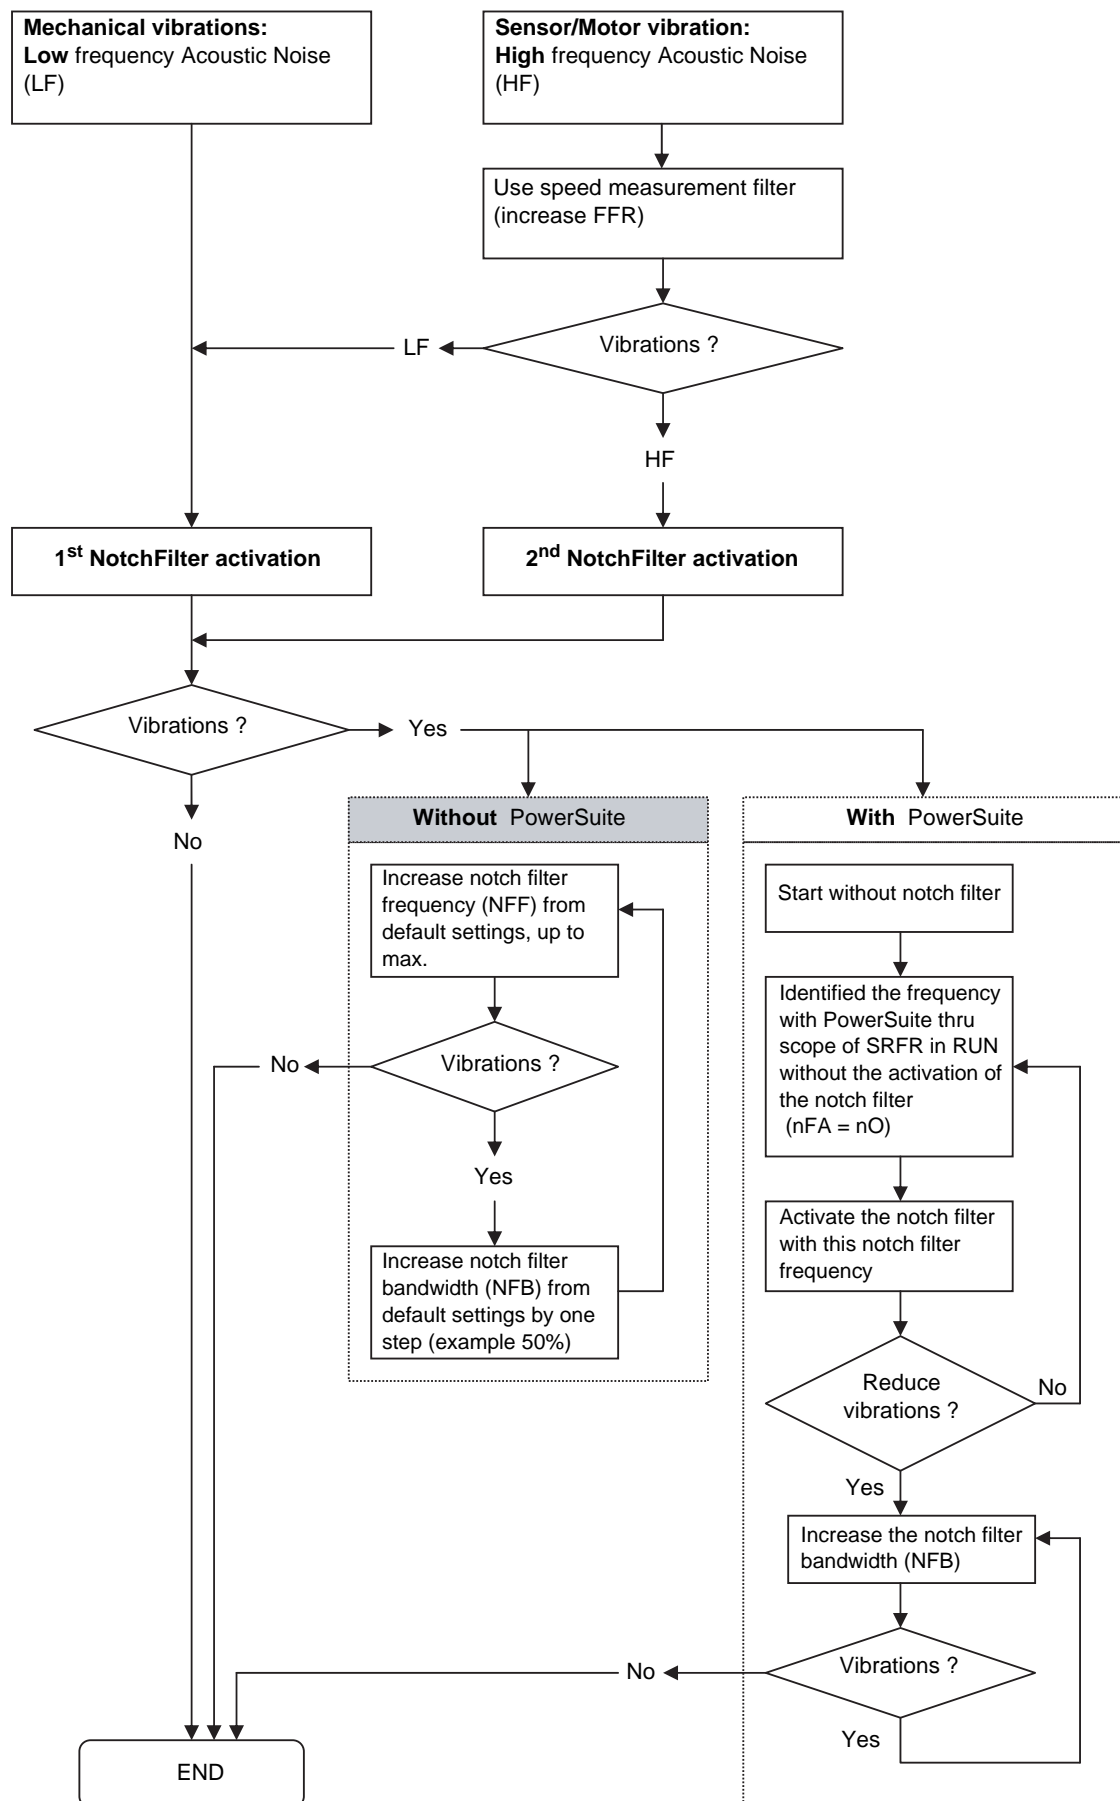 Mechanical vibrations:
Low frequency Acoustic Noise
(LF)
Sensor/Motor vibration:
High frequency Acoustic Noise
(HF)
Use speed measurement filter
(increase FFR)
Vibrations ?
LF
HF
1st NotchFilter activation
2nd NotchFilter activation
Vibrations ?
Yes
No
Without PowerSuite
Increase notch filter
frequency (NFF) from
default settings, up to
max.
Vibrations ?
No
Yes
Increase notch filter
bandwidth (NFB) from
default settings by one
step (example 50%)
With PowerSuite
Start without notch filter
Identified the frequency
with PowerSuite thru
scope of SRFR in RUN
without the activation of
the notch filter
(nFA = nO)
Activate the notch filter
with this notch filter
frequency
Reduce
vibrations ?
No
Yes
Increase the notch filter
bandwidth (NFB)
Vibrations ?
No
Yes
END